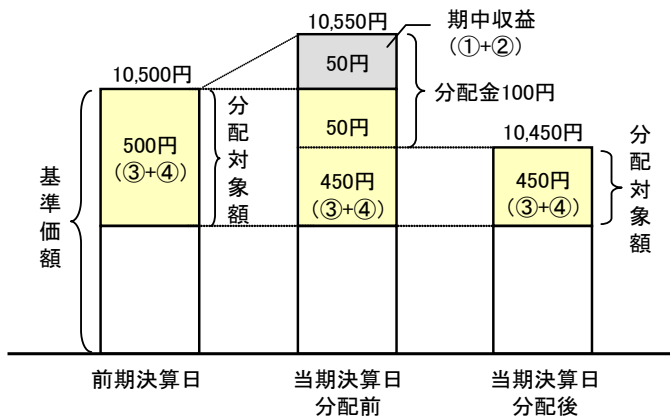 10,550円
期中収益
(①+②)
10,500円
50円
分配金100円
分配対象額
500円
(③+④)
50円
10,450円
分配対象額
基準価額
450円
(③+④)
450円
(③+④)
前期決算日
当期決算日
分配前
当期決算日
分配後